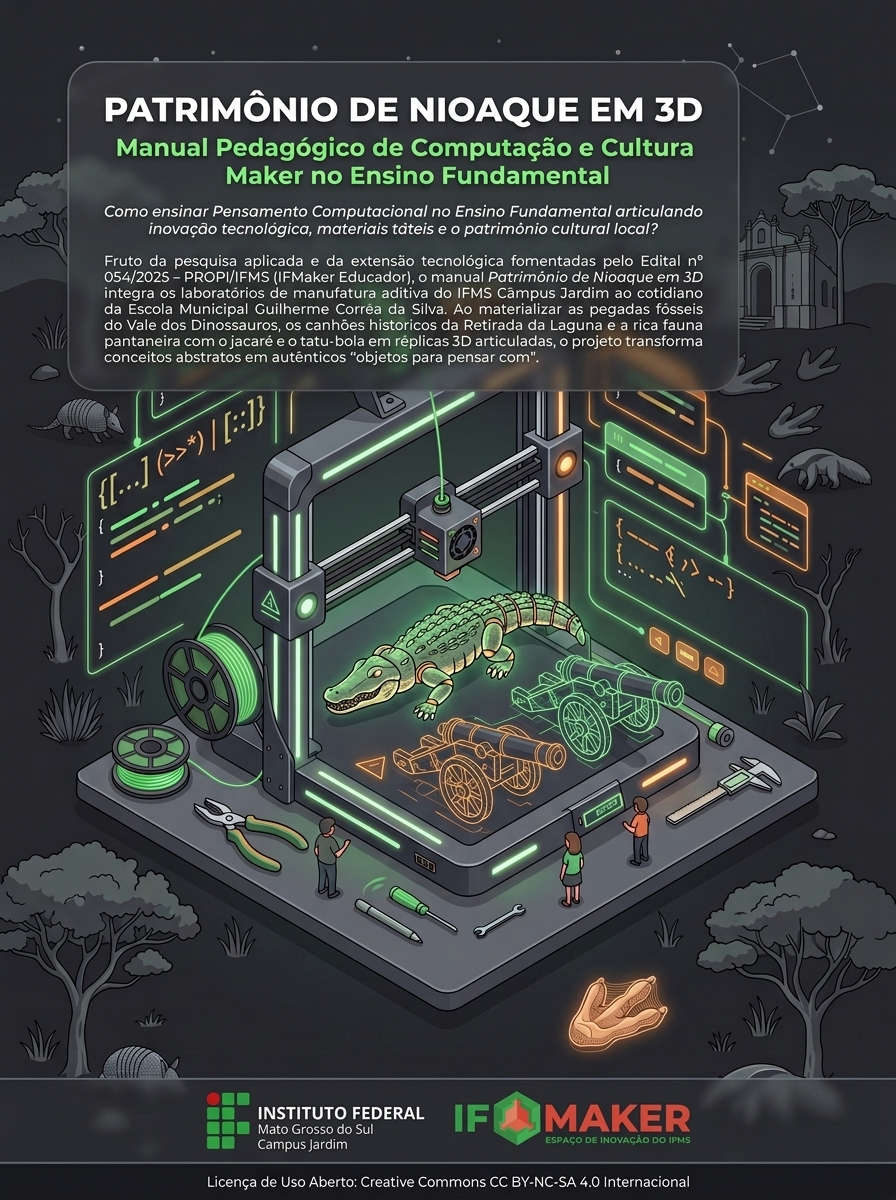 PATRIMÔNIO DE NIOAQUE EM 3D
Manual Pedagógico de Computação e Cultura
Maker no Ensino Fundamental
Como ensinar Pensamento Computacional no Ensino Fundamental articulando
inovação tecnológica, materiais táteis e o patrimônio cultural local?
Fruto da pesquisa aplicada e da extensão tecnológica fomentadas pelo Edital nº
054/2025 – PROPI/IFMS (IFMaker Educador), o manual Patrimônio de Nioaque em 3D
integra os laboratórios de manufatura aditiva do IFMS Câmpus Jardim ao cotidiano
da Escola Municipal Guilherme Corrêa da Silva. Ao materializar as pegadas fósseis
do Vale dos Dinossauros, os canhões historicos da Retirada da Laguna e a rica fauna
pantaneira com o jacaré e o tatu-bola em réplicas 3D articuladas, o projeto transforma
conceitos abstratos em autênticos “objetos para pensar com”.
{[...] (>>*) | [::]}
INSTITUTO FEDERAL
Mato Grosso do Sul
Campus Jardim
IF MAKER
ESPAÇO DE INOVAÇÃO DO IPMS
Licença de Uso Aberto: Creative Commons CC BY-NC-SA 4.0 Internacional